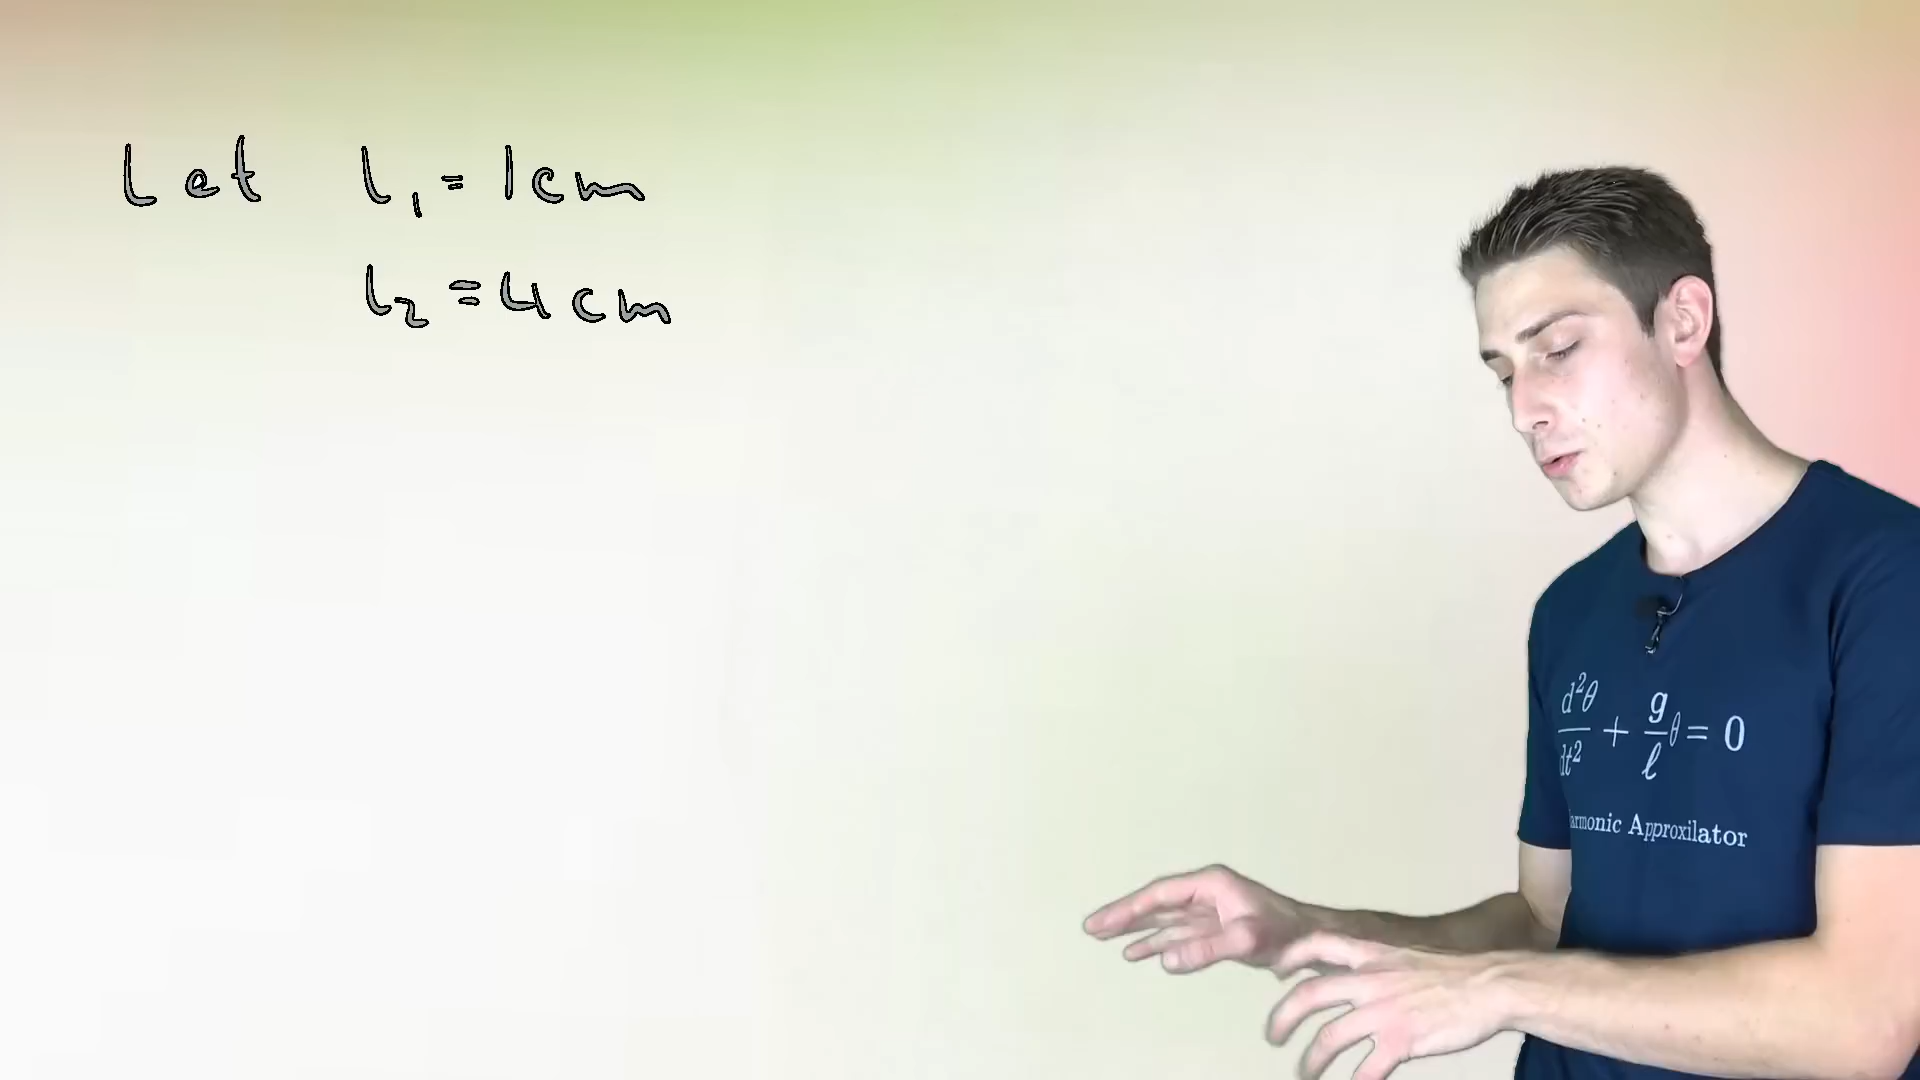 Let l₁ = 1cm
l₂ = 4cm
d²θ/dt² + g/ℓ θ = 0
armonic Approxilator